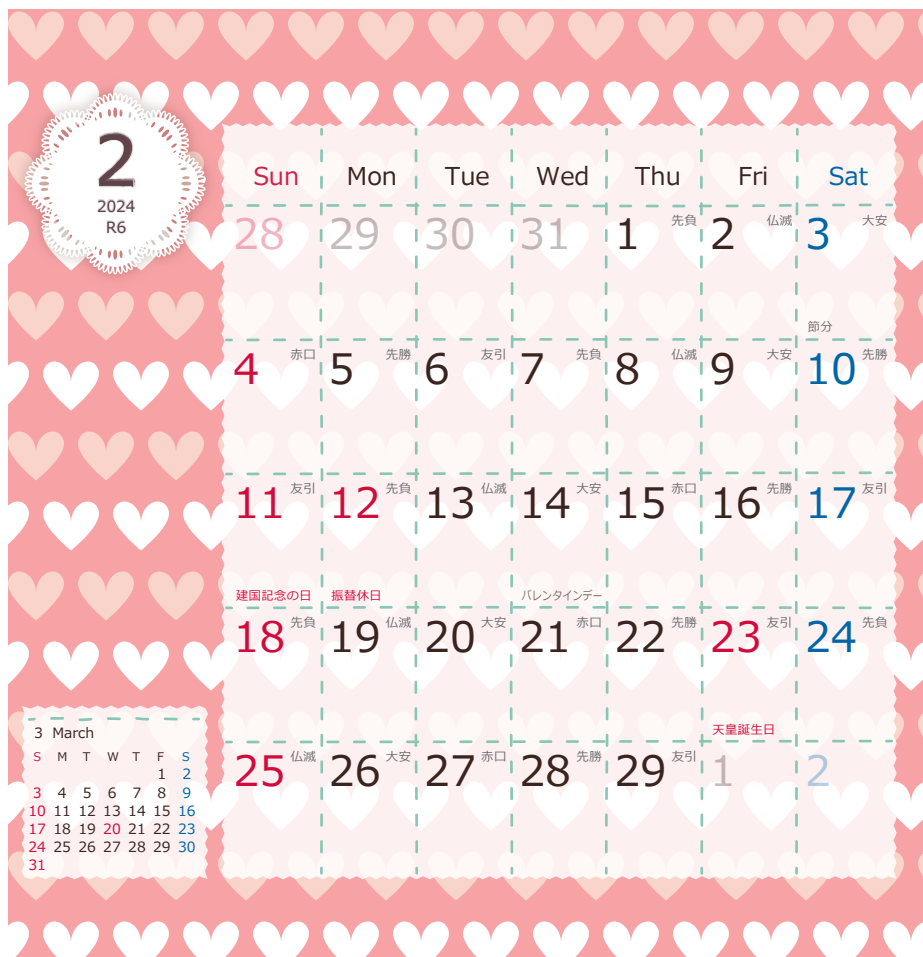 2
2024
R6
Sun Mon Tue Wed Thu Fri Sat
28 29 30 31 1 先負 2 仏滅 3 大安
節分
4 赤口 5 先勝 6 友引 7 先負 8 仏滅 9 大安 10 先勝
11 友引 12 先負 13 仏滅 14 大安 15 赤口 16 先勝 17 友引
建国記念の日 振替休日 バレンタインデー
18 先負 19 仏滅 20 大安 21 赤口 22 先勝 23 友引 24 先負
天皇誕生日
25 仏滅 26 大安 27 赤口 28 先勝 29 友引 1 2
3 March
S M T W T F S
1 2
3 4 5 6 7 8 9
10 11 12 13 14 15 16
17 18 19 20 21 22 23
24 25 26 27 28 29 30
31